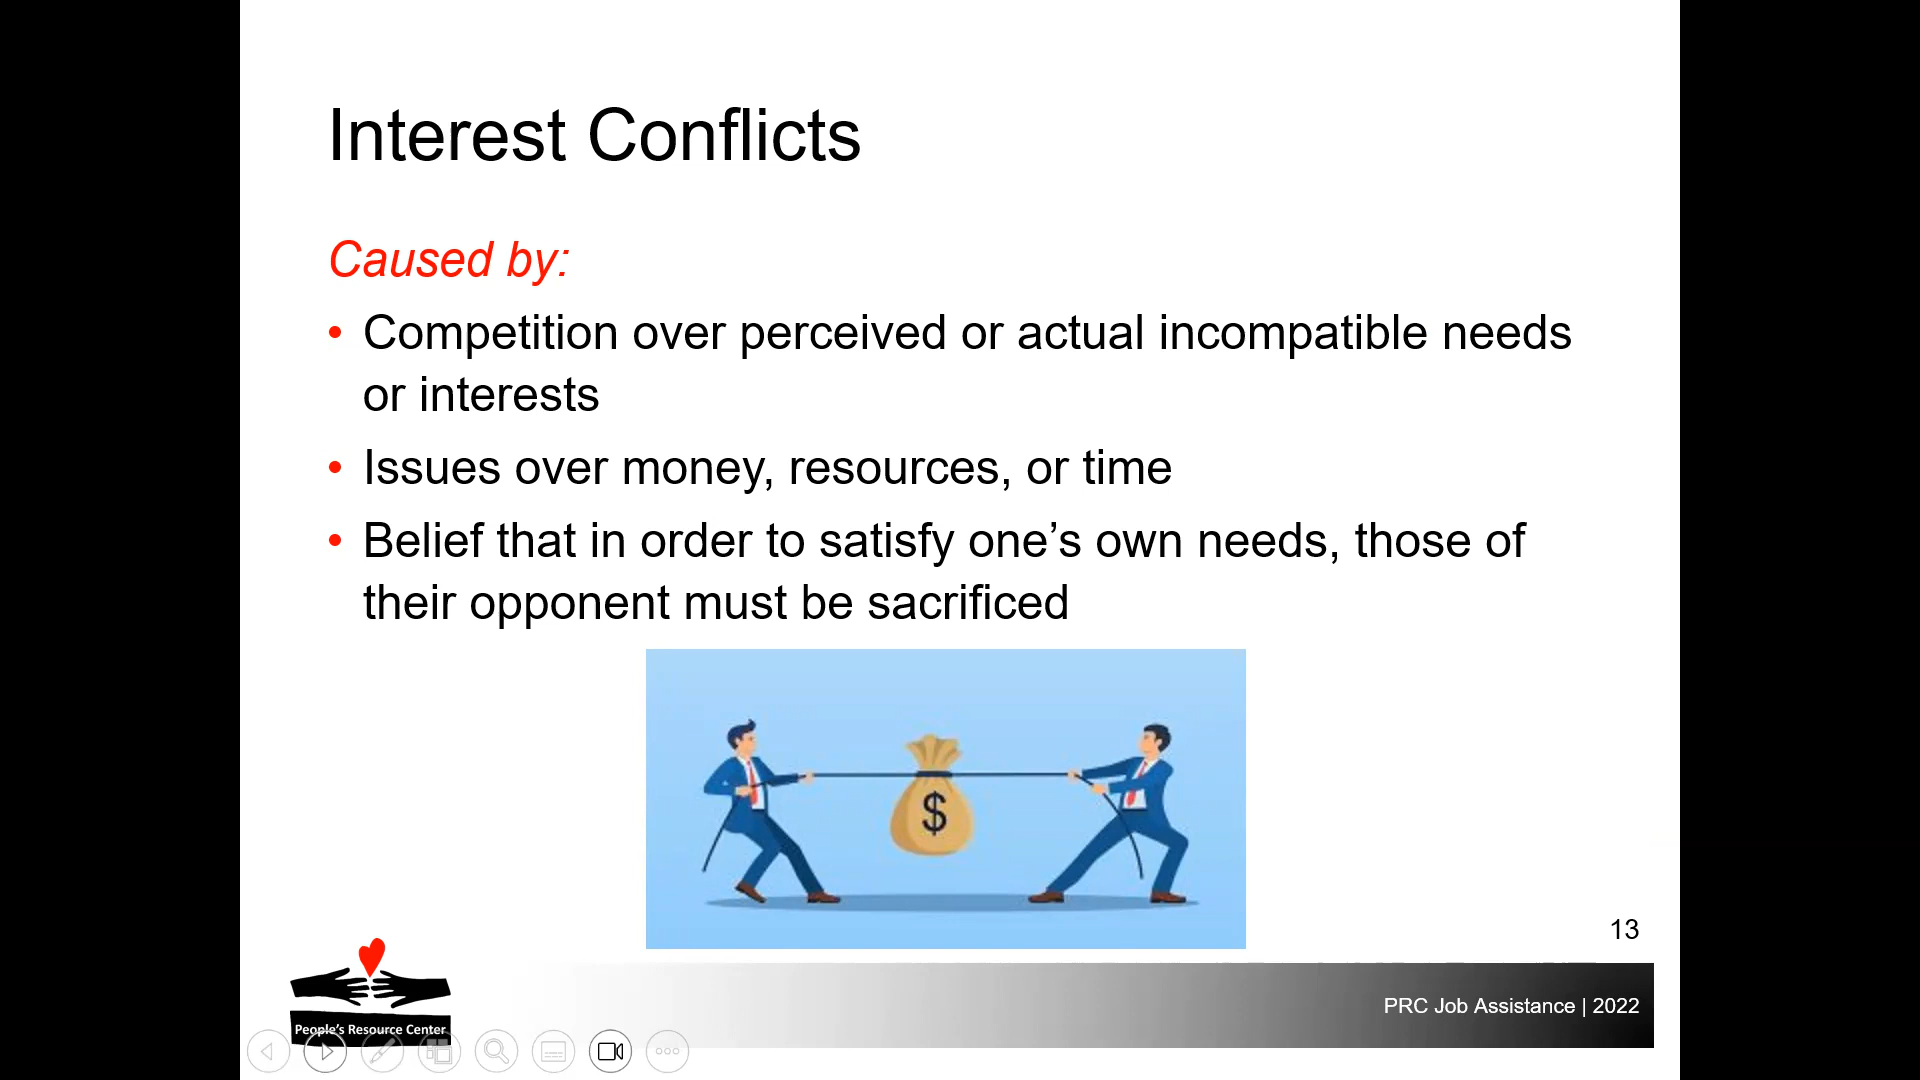 Interest Conflicts
Caused by:
• Competition over perceived or actual incompatible needs
or interests
• Issues over money, resources, or time
• Belief that in order to satisfy one’s own needs, those of
their opponent must be sacrificed
$
13
People’s Resource Center
PRC Job Assistance | 2022